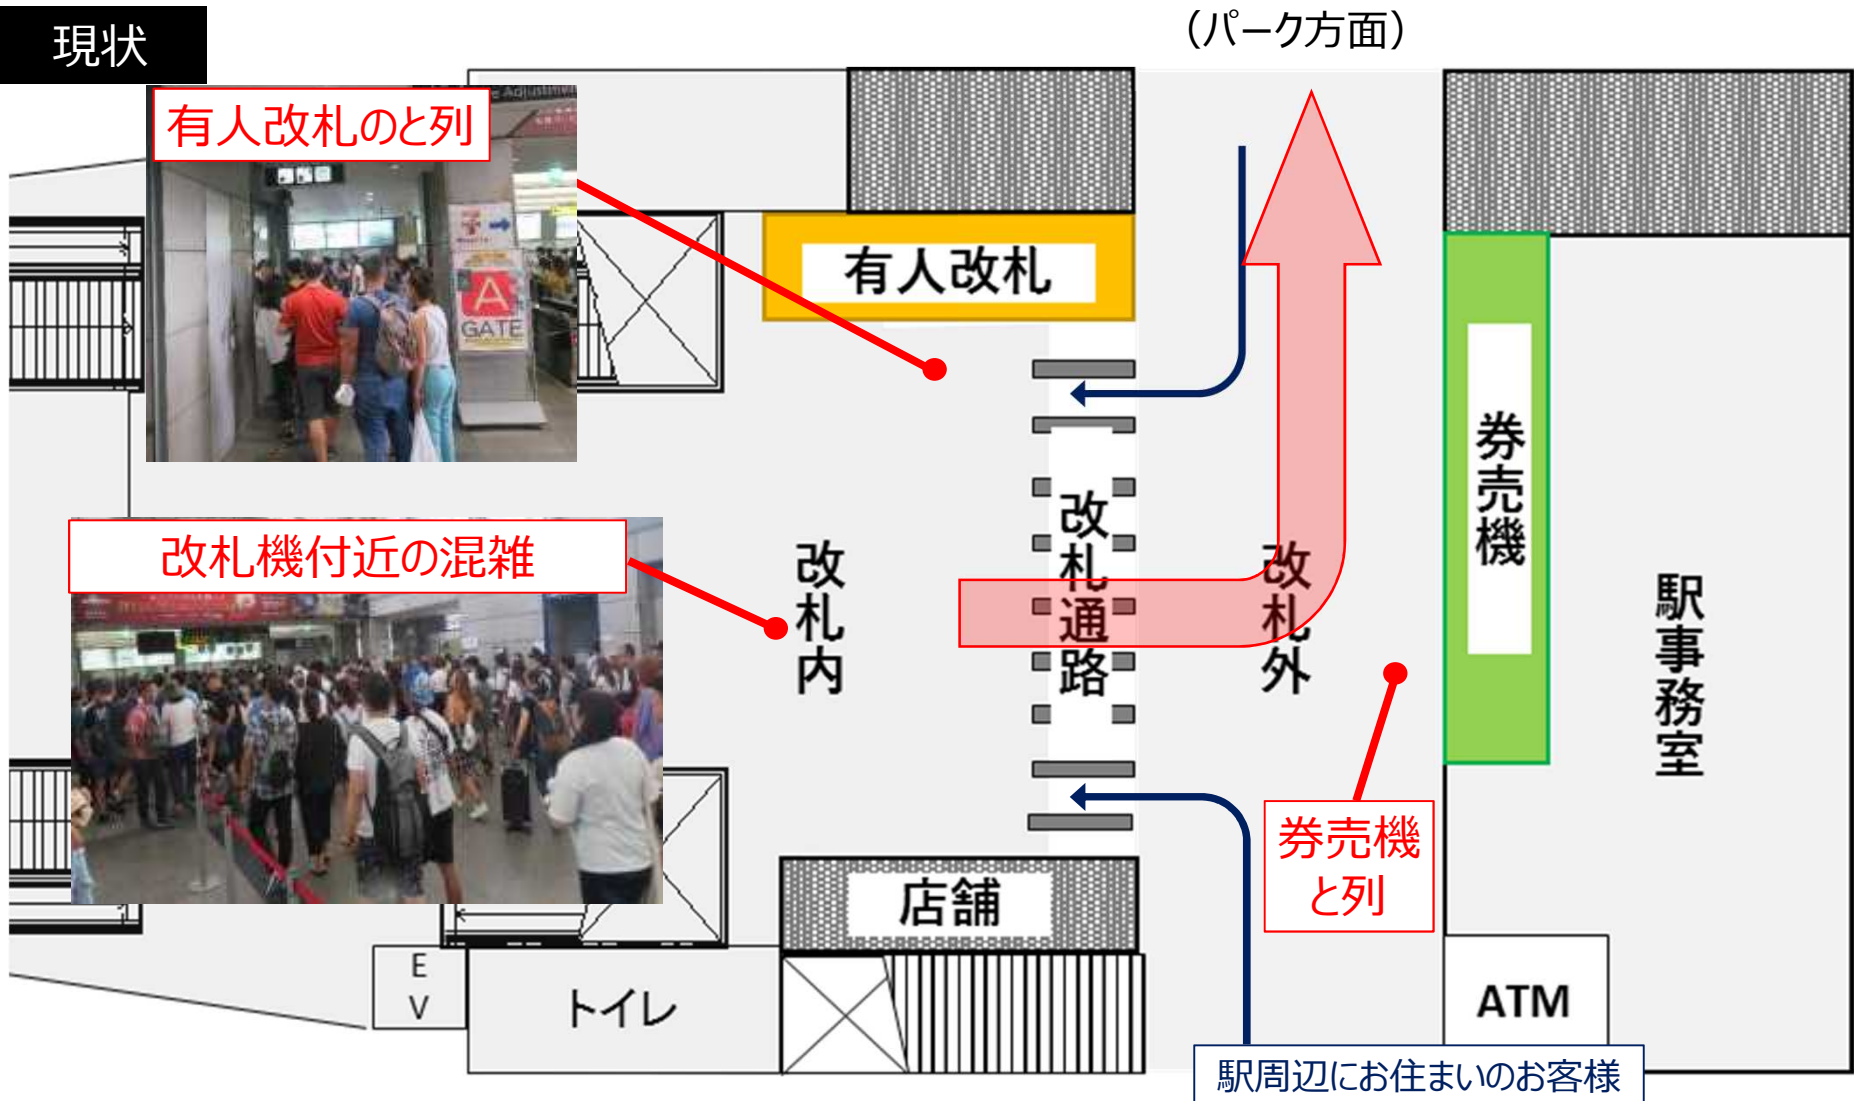 現状
(パーク方面)
有人改札のと列
A
GATE
有人改札
改札機付近の混雑
改札内
改札通路
改札外
券売機
駅事務室
券売機
と列
店舗
EV
トイレ
ATM
駅周辺にお住まいのお客様